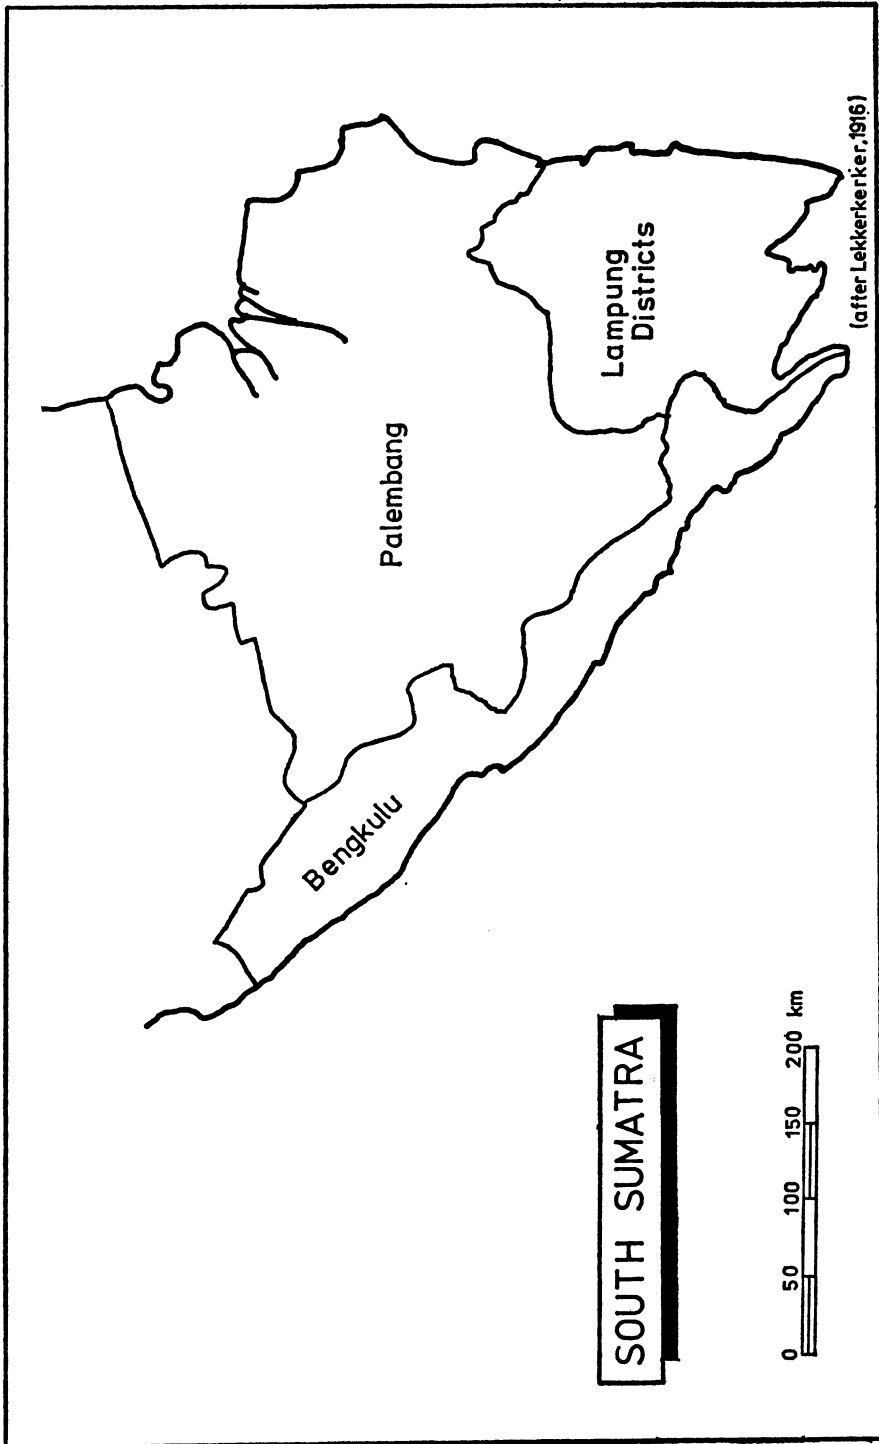 Palembang
Bengkulu
Lampung
Districts
SOUTH SUMATRA
0 50 100 150 200 km
(after Lekkerkerker,1916)